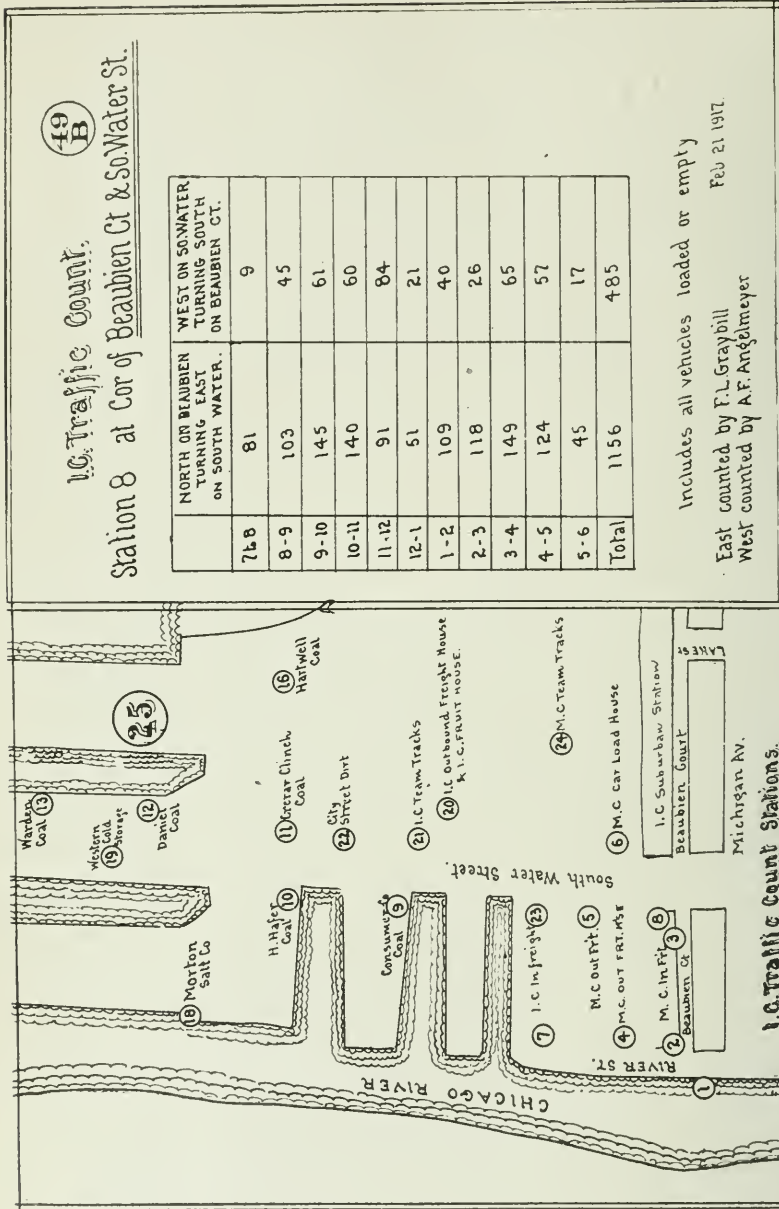 I.C. Traffic Count.
49
B
Station 8 at Cor of Beaubien Ct & So. Water St.
NORTH ON BEAUBIEN TURNING EAST ON SOUTH WATER. | WEST ON SO. WATER TURNING SOUTH ON BEAUBIEN CT.
7 to 8 81 9
8-9 103 45
9-10 145 61
10-11 140 60
11-12 91 84
12-1 51 21
1-2 109 40
2-3 118 26
3-4 149 65
4-5 124 57
5-6 45 17
Total 1156 485
Includes all vehicles loaded or empty
East counted by F.L. Graybill
West counted by A.F. Angelmeyer
Feb 21 1917.
25
Warden
Coal 13
Western
19 Cold
Storage
12
Daniel
Coal
16
Hartwell
Coal
18 Morton
Salt Co
H. Hafer
Coal 10
11 Crerar Clinch
Coal
22 City
Street Dirt
Consumers Co
Coal 9
21 I.C Team Tracks
20 I.C Outbound Freight House
& I.C. FRUIT HOUSE.
South Water Street.
7 I.C In freight 23
M.C Out Frt. 5
4 M.C. OUT FRT. HSE
24 M.C Team Tracks
6 M.C Car Load House
2 M.C. In Frt 8
3
Beaubien Ct
I.C Suburban Station
Beaubien Court
LAKE ST
Michigan Av.
RIVER ST.
1
CHICAGO RIVER
I.C. Traffic Count Stations.